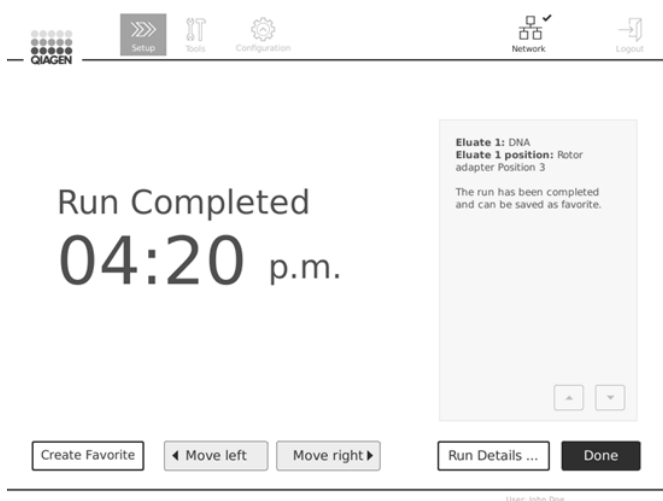 QIAGEN
Setup
Tools
Configuration
Network
Logout
Run Completed
04:20 p.m.
Eluate 1: DNA
Eluate 1 position: Rotor
adapter Position 3
The run has been completed
and can be saved as favorite.
Create Favorite
Move left
Move right
Run Details ...
Done
User: John Doe